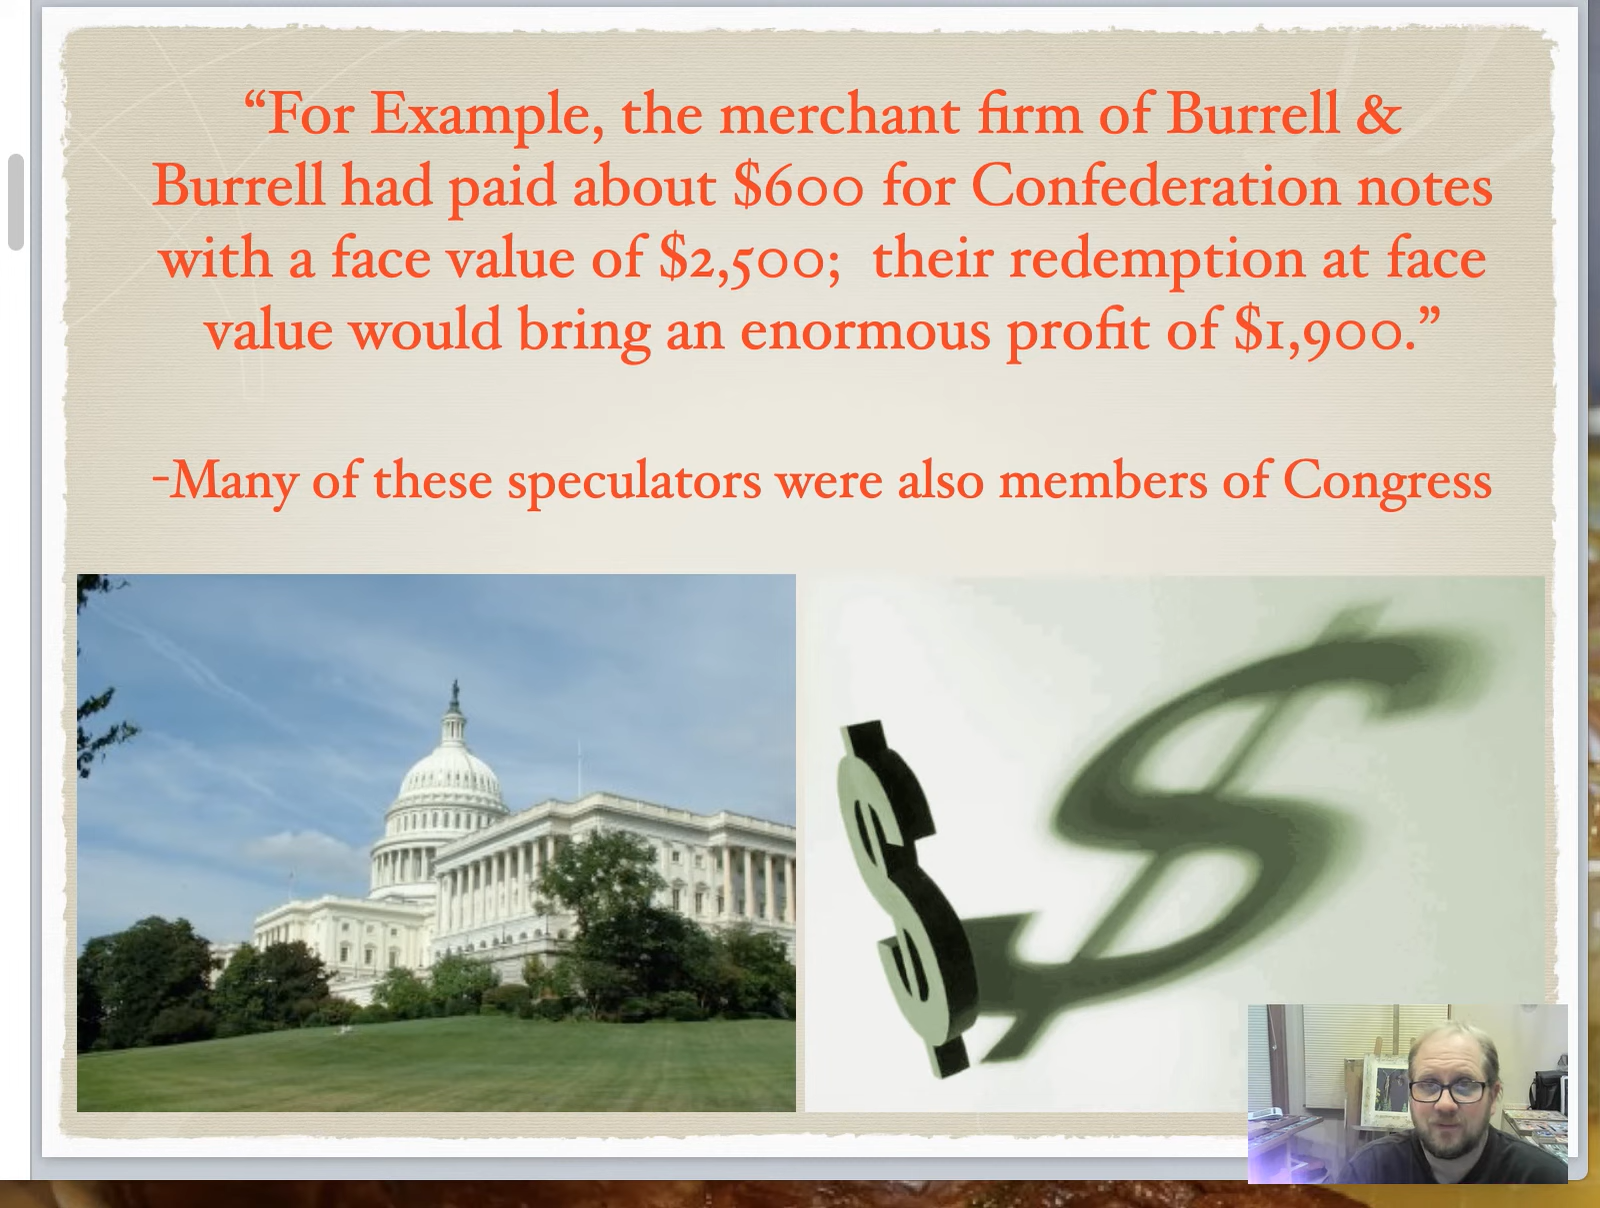 “For Example, the merchant firm of Burrell &
Burrell had paid about $600 for Confederation notes
with a face value of $2,500;  their redemption at face
value would bring an enormous profit of $1,900.”
-Many of these speculators were also members of Congress